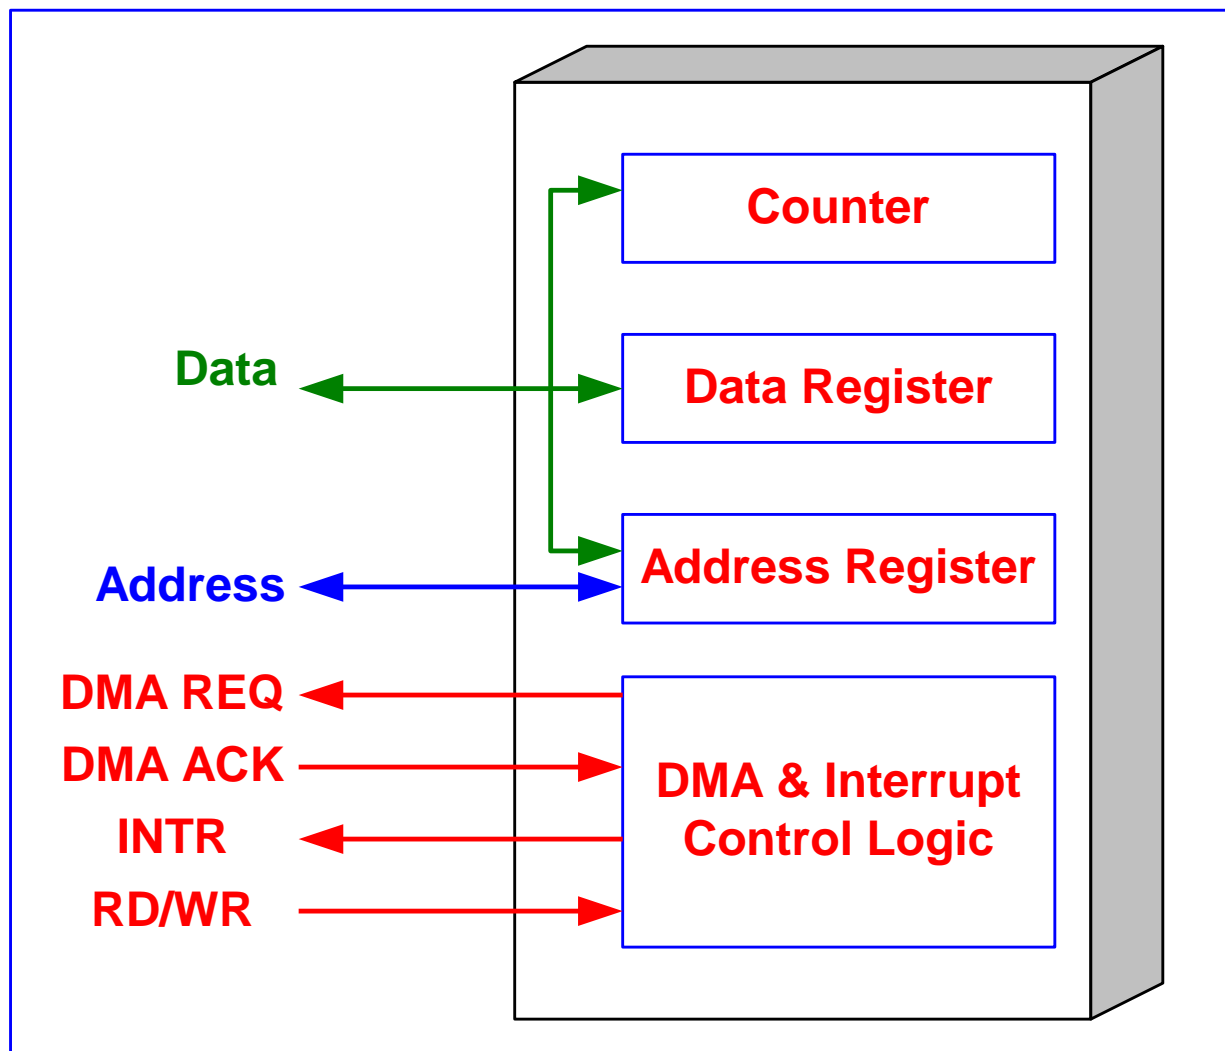 Counter
Data
Data Register
Address
Address Register
DMA REQ
DMA ACK
INTR
RD/WR
DMA & Interrupt
Control Logic